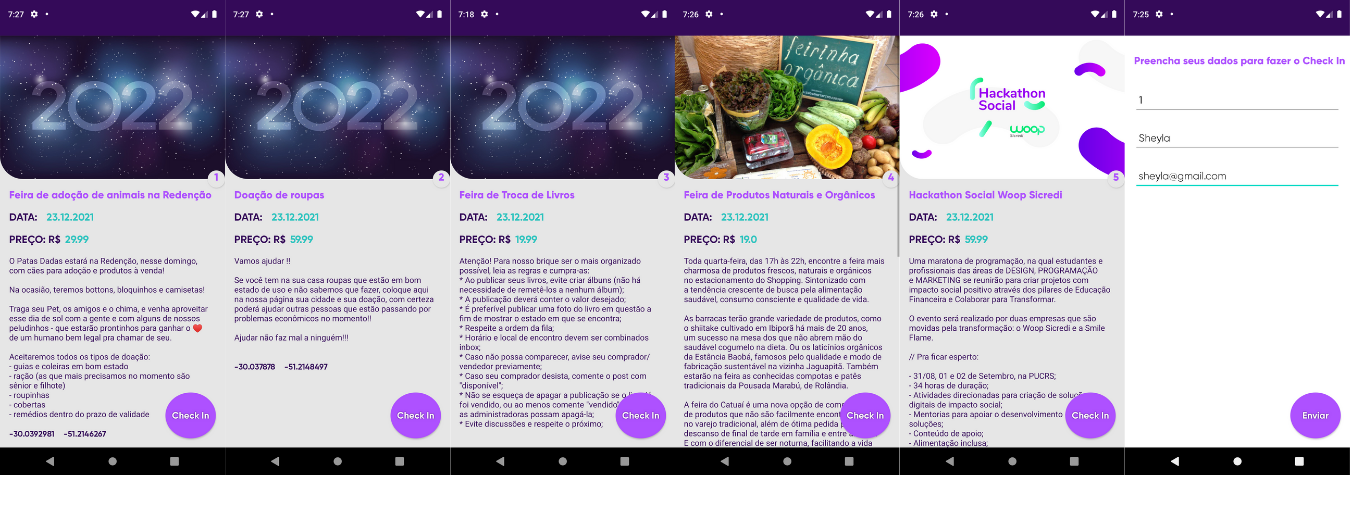 7:27
2022
1
Feira de adoção de animais na Redenção
DATA: 23.12.2021
PREÇO: R$ 29.99
O Patas Dadas estará na Redenção, nesse domingo,
com cães para adoção e produtos à venda!
Na ocasião, teremos bottons, bloquinhos e camisetas!
Traga seu Pet, os amigos e o chima, e venha aproveitar
esse dia de sol com a gente e com alguns de nossos
peludinhos - que estarão prontinhos para ganhar o ❤️
de um humano bem legal pra chamar de seu.
Aceitaremos todos os tipos de doação:
- guias e coleiras em bom estado
- ração (as que mais precisamos no momento são
sênior e filhote)
- roupinhas
- cobertas
- remédios dentro do prazo de validade
-30.0392981 -51.2146267
Check In
7:27
2022
2
Doação de roupas
DATA: 23.12.2021
PREÇO: R$ 59.99
Vamos ajudar !!
Se você tem na sua casa roupas que estão em bom
estado de uso e não sabemos que fazer, coloque aqui
na nossa página sua cidade e sua doação, com certeza
poderá ajudar outras pessoas que estão passando por
problemas econômicos no momento!!
Ajudar não faz mal a ninguém!!!
-30.037878 -51.2148497
Check In
7:18
2022
3
Feira de Troca de Livros
DATA: 23.12.2021
PREÇO: R$ 19.99
Atenção! Para nosso brique ser o mais organizado
possível, leia as regras e cumpra-as:
* Ao publicar seus livros, evite criar álbuns (não há
necessidade de remetê-los a nenhum álbum);
* A publicação deverá conter o valor desejado;
* É preferível publicar uma foto do livro em questão a
fim de mostrar o estado em que se encontra;
* Respeite a ordem da fila;
* Horário e local de encontro devem ser combinados
inbox;
* Caso não possa comparecer, avise seu comprador/
vendedor previamente;
* Caso seu comprador desista, comente o post com
"disponível";
* Não se esqueça de apagar a publicação se o
foi vendido, ou ao menos comente "vendido"
as administradoras possam apagá-la;
* Evite discussões e respeite o próximo;
Check In
7:26
feirinha
orgânica
4
Feira de Produtos Naturais e Orgânicos
DATA: 23.12.2021
PREÇO: R$ 19.0
Toda quarta-feira, das 17h às 22h, encontre a feira mais
charmosa de produtos frescos, naturais e orgânicos
no estacionamento do Shopping. Sintonizado com
a tendência crescente de busca pela alimentação
saudável, consumo consciente e qualidade de vida.
As barracas terão grande variedade de produtos, como
o shiitake cultivado em Ibiporã há mais de 20 anos,
um sucesso na mesa dos que não abrem mão do
saudável cogumelo na dieta. Ou os laticínios orgânicos
da Estância Baobá, famosos pelo qualidade e modo de
fabricação sustentável na vizinha Jaguapitã. Também
estarão na feira as conhecidas compotas e patês
tradicionais da Pousada Marabú, de Rolândia.
A feira do Catuaí é uma nova opção de
de produtos que não são facilmente
no varejo tradicional, além de ótima pedida
descanso de final de tarde em família e entre
E com o diferencial de ser noturna, facilitando a vida
Check In
7:26
Hackathon
Social
woop
Sicredi
5
Hackathon Social Woop Sicredi
DATA: 23.12.2021
PREÇO: R$ 59.99
Uma maratona de programação, na qual estudantes e
profissionais das áreas de DESIGN, PROGRAMAÇÃO
e MARKETING se reunirão para criar projetos com
impacto social positivo através dos pilares de Educação
Financeira e Colaborar para Transformar.
O evento será realizado por duas empresas que são
movidas pela transformação: o Woop Sicredi e a Smile
Flame.
// Pra ficar esperto:
- 31/08, 01 e 02 de Setembro, na PUCRS;
- 34 horas de duração;
- Atividades direcionadas para criação de
digitais de impacto social;
- Mentorias para apoiar o desenvolvimento
soluções;
- Conteúdo de apoio;
- Alimentação inclusa;
Check In
7:25
Preencha seus dados para fazer o Check In
1
Sheyla
sheyla@gmail.com
Enviar